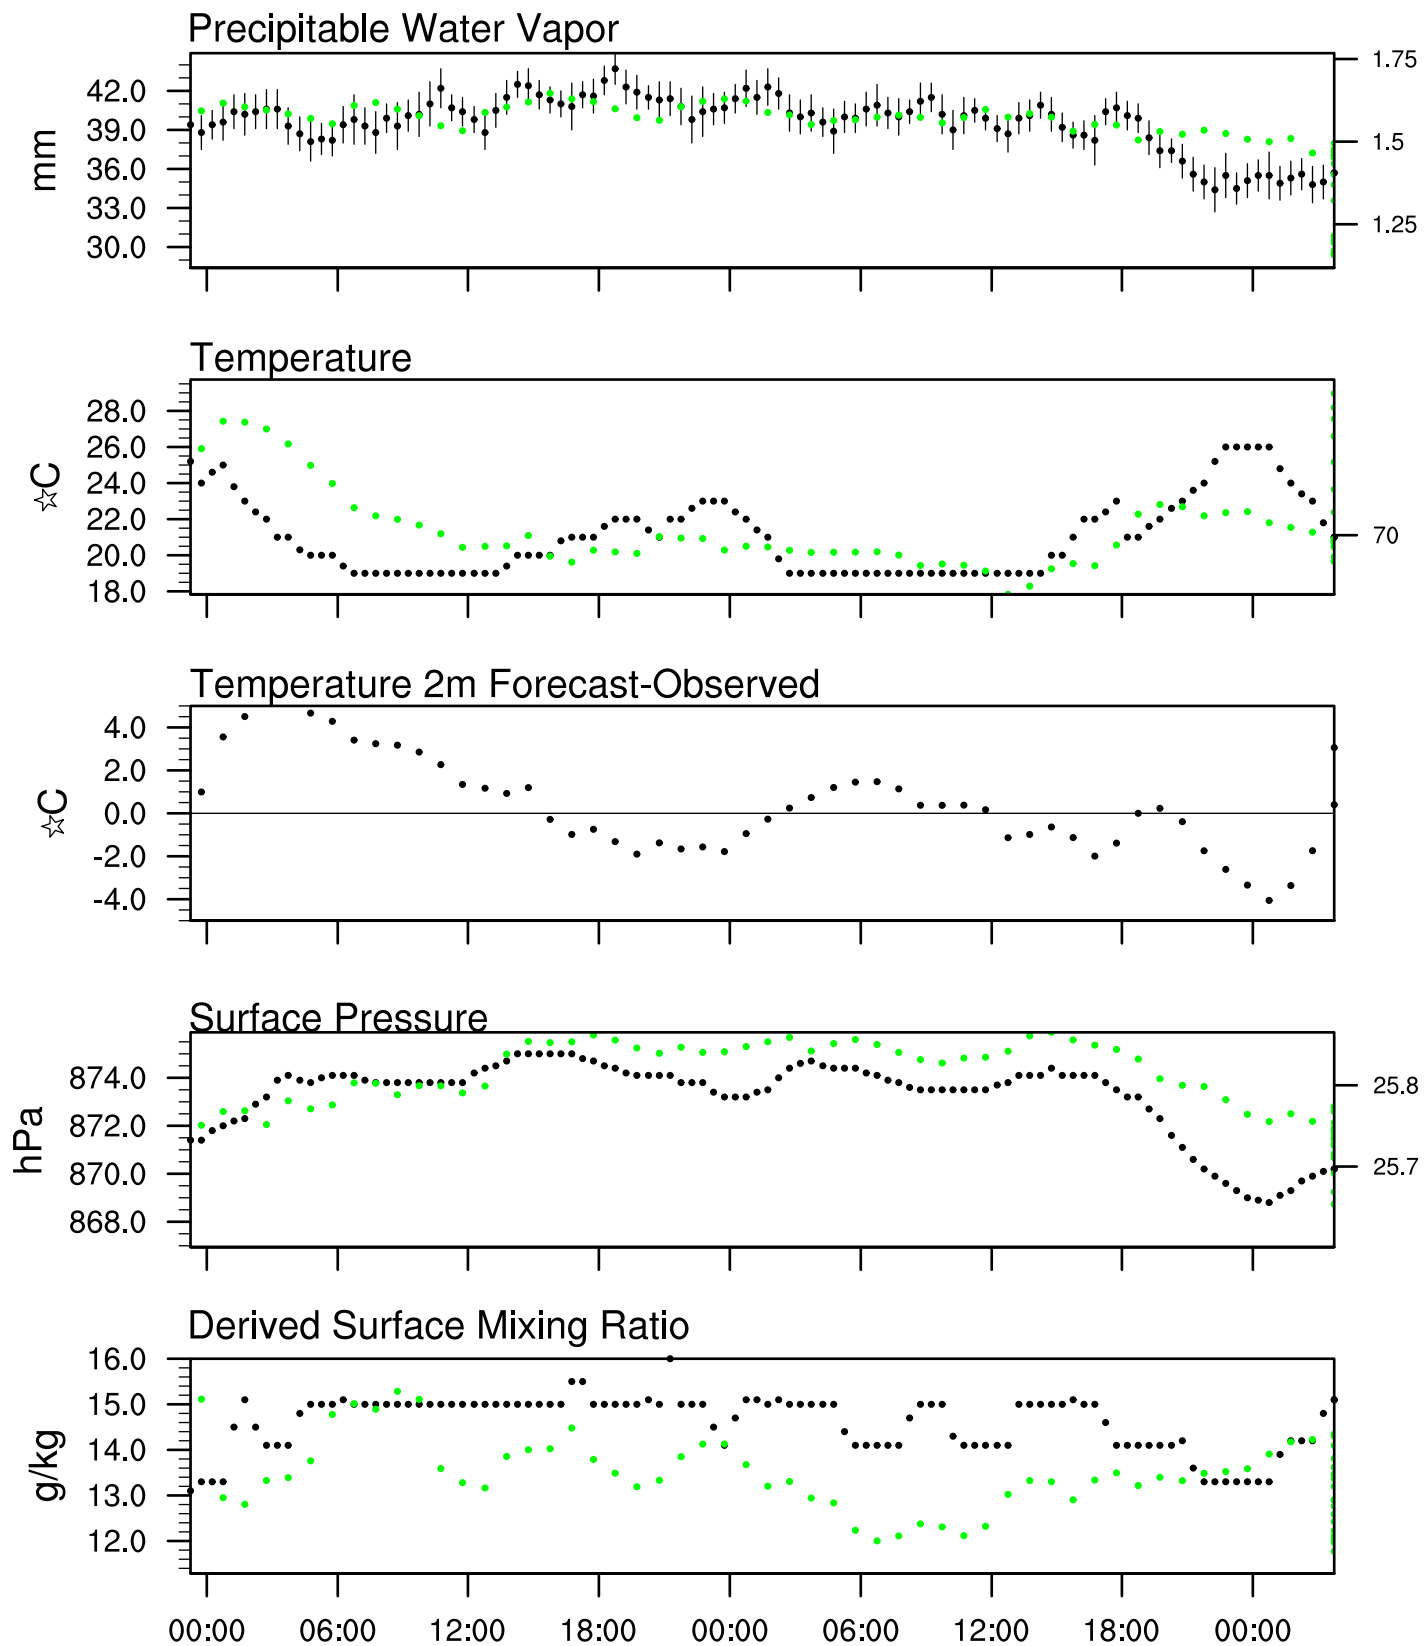 Precipitable Water Vapor
42.0
39.0
36.0
33.0
30.0
mm
1.75
1.5
1.25
Temperature
28.0
26.0
24.0
22.0
20.0
18.0
☆C
70
Temperature 2m Forecast-Observed
4.0
2.0
0.0
-2.0
-4.0
☆C
Surface Pressure
874.0
872.0
870.0
868.0
hPa
25.8
25.7
Derived Surface Mixing Ratio
16.0
15.0
14.0
13.0
12.0
g/kg
00:00 06:00 12:00 18:00 00:00 06:00 12:00 18:00 00:00